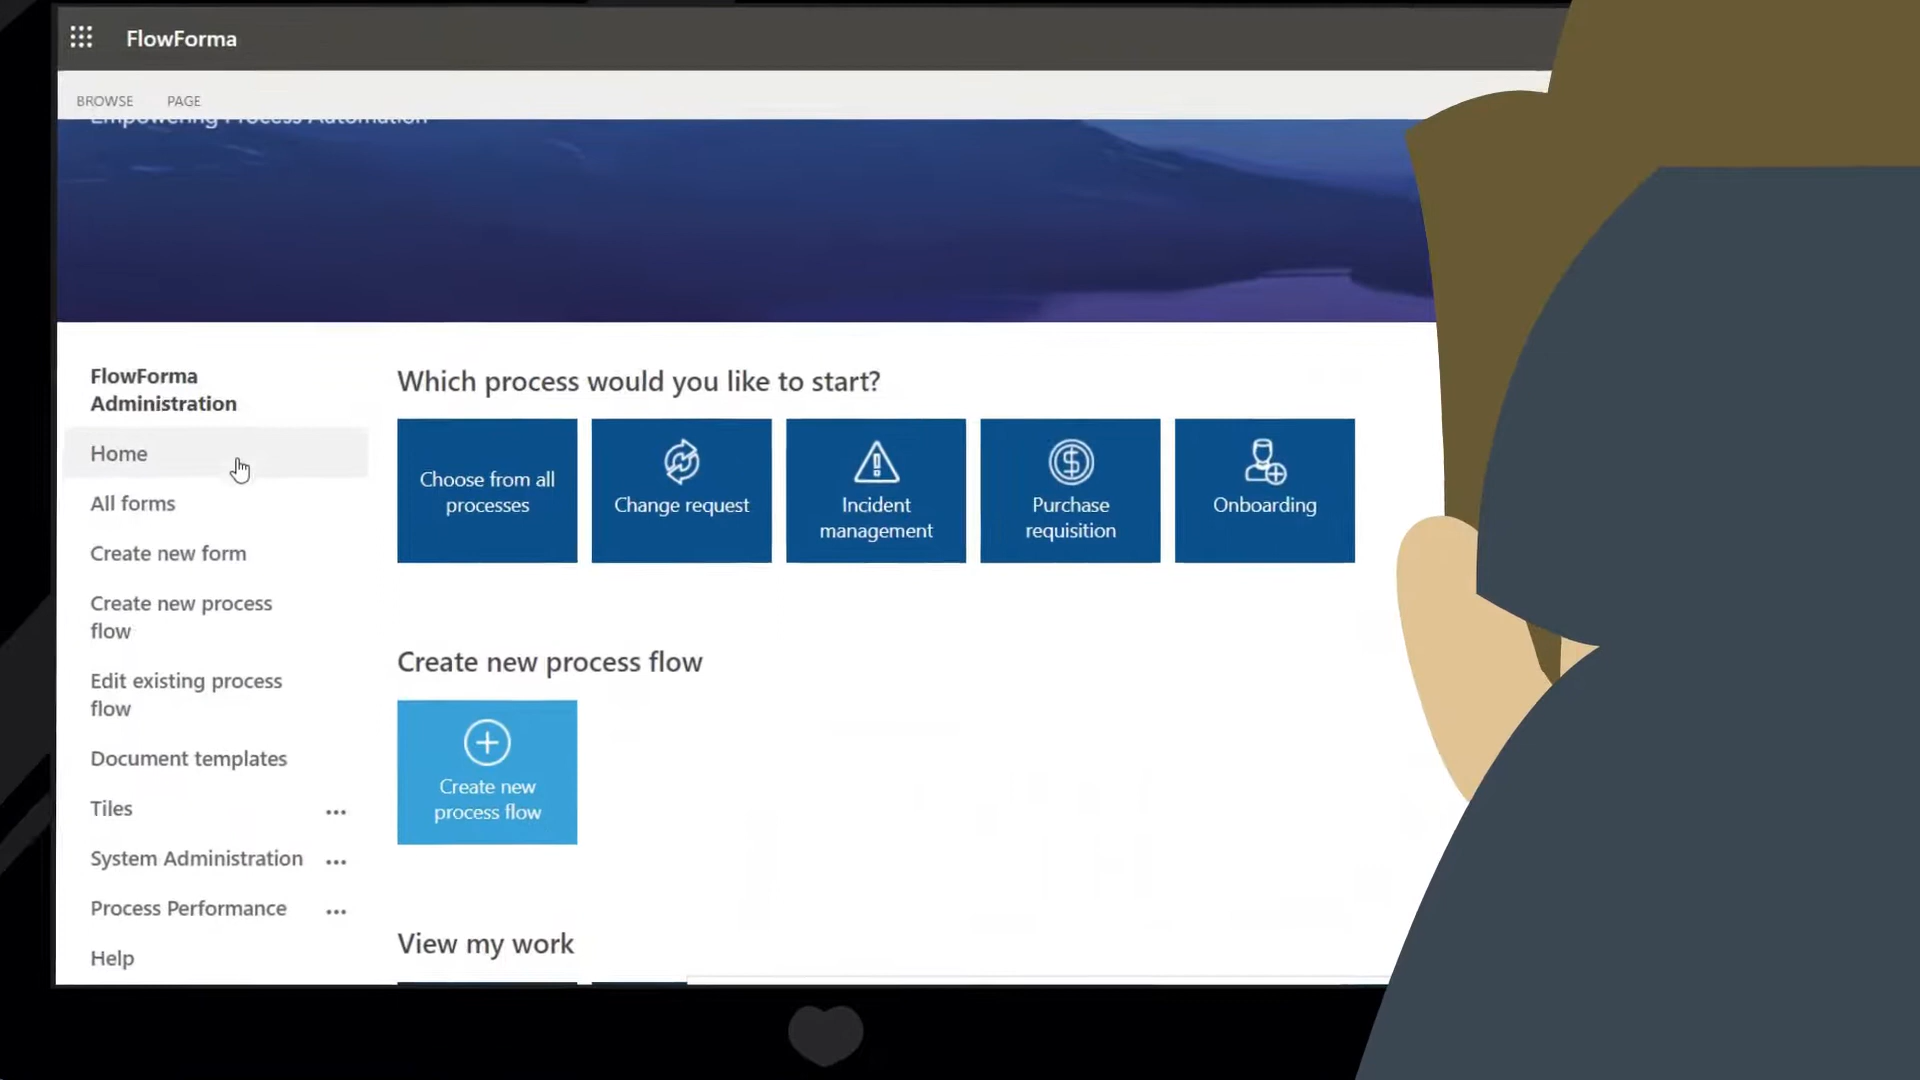 FlowForma
BROWSE PAGE
Empowering Process Automation
FlowForma
Administration
Home
All forms
Create new form
Create new process
flow
Edit existing process
flow
Document templates
Tiles
System Administration
Process Performance
Help
Which process would you like to start?
Choose from all
processes
Change request
Incident
management
Purchase
requisition
Onboarding
Create new process flow
Create new
process flow
View my work